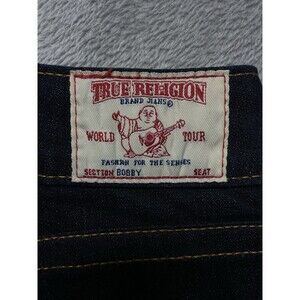 TRUE RELIGION
BRAND JEANS®
WORLD TOUR
FASHION FOR THE SENSES
SECTION BOBBY SEAT